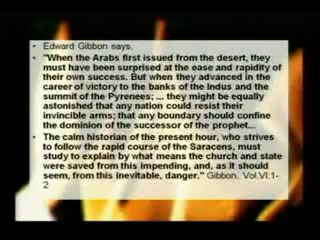 • Edward Gibbon says.
• "When the Arabs first issued from the desert, they
must have been surprised at the ease and rapidity of
their own success. But when they advanced in the
career of victory to the banks of the Indus and the
summit of the Pyrenees; ... they might be equally
astonished that any nation could resist their
invincible arms; that any boundary should confine
the dominion of the successor of the prophet...
• The calm historian of the present hour, who strives
to follow the rapid course of the Saracens, must
study to explain by what means the church and state
were saved from this impending, and, as it should
seem, from this inevitable, danger." Gibbon. Vol.VI:1-
2